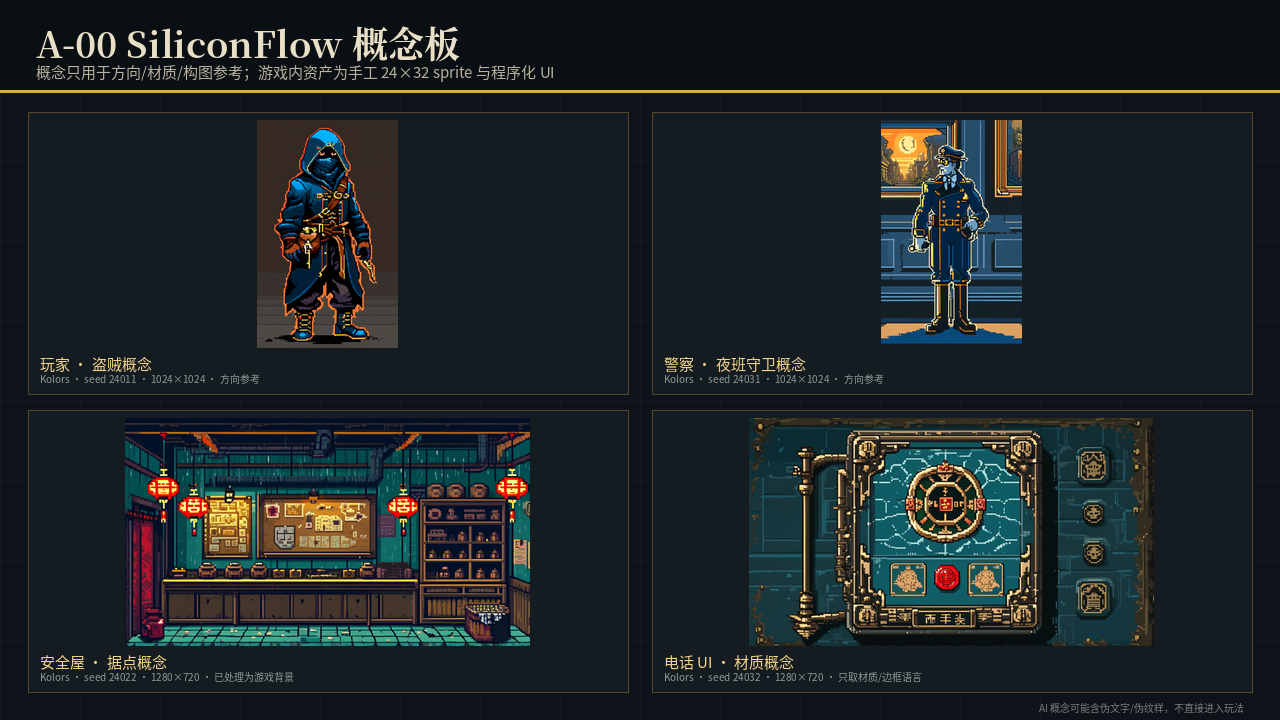 A-00 SiliconFlow 概念板
概念只用于方向/材质/构图参考；游戏内资产为手工 24×32 sprite 与程序化 UI
玩家 · 盗贼概念
Kolors · seed 24011 · 1024×1024 · 方向参考
警察 · 夜班守卫概念
Kolors · seed 24031 · 1024×1024 · 方向参考
安全屋 · 据点概念
Kolors · seed 24022 · 1280×720 · 已处理为游戏背景
电话 UI · 材质概念
Kolors · seed 24032 · 1280×720 · 只取材质/边框语言
AI 概念可能含伪文字/伪纹样，不直接进入玩法